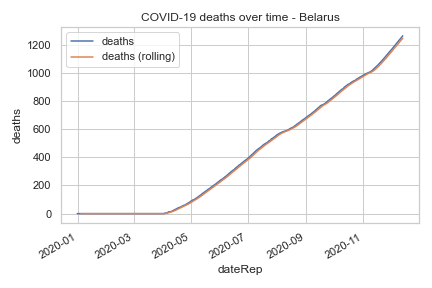 COVID-19 deaths over time - Belarus
deaths
deaths (rolling)
1200
1000
800
600
400
200
0
deaths
2020-01
2020-03
2020-05
2020-07
2020-09
2020-11
dateRep